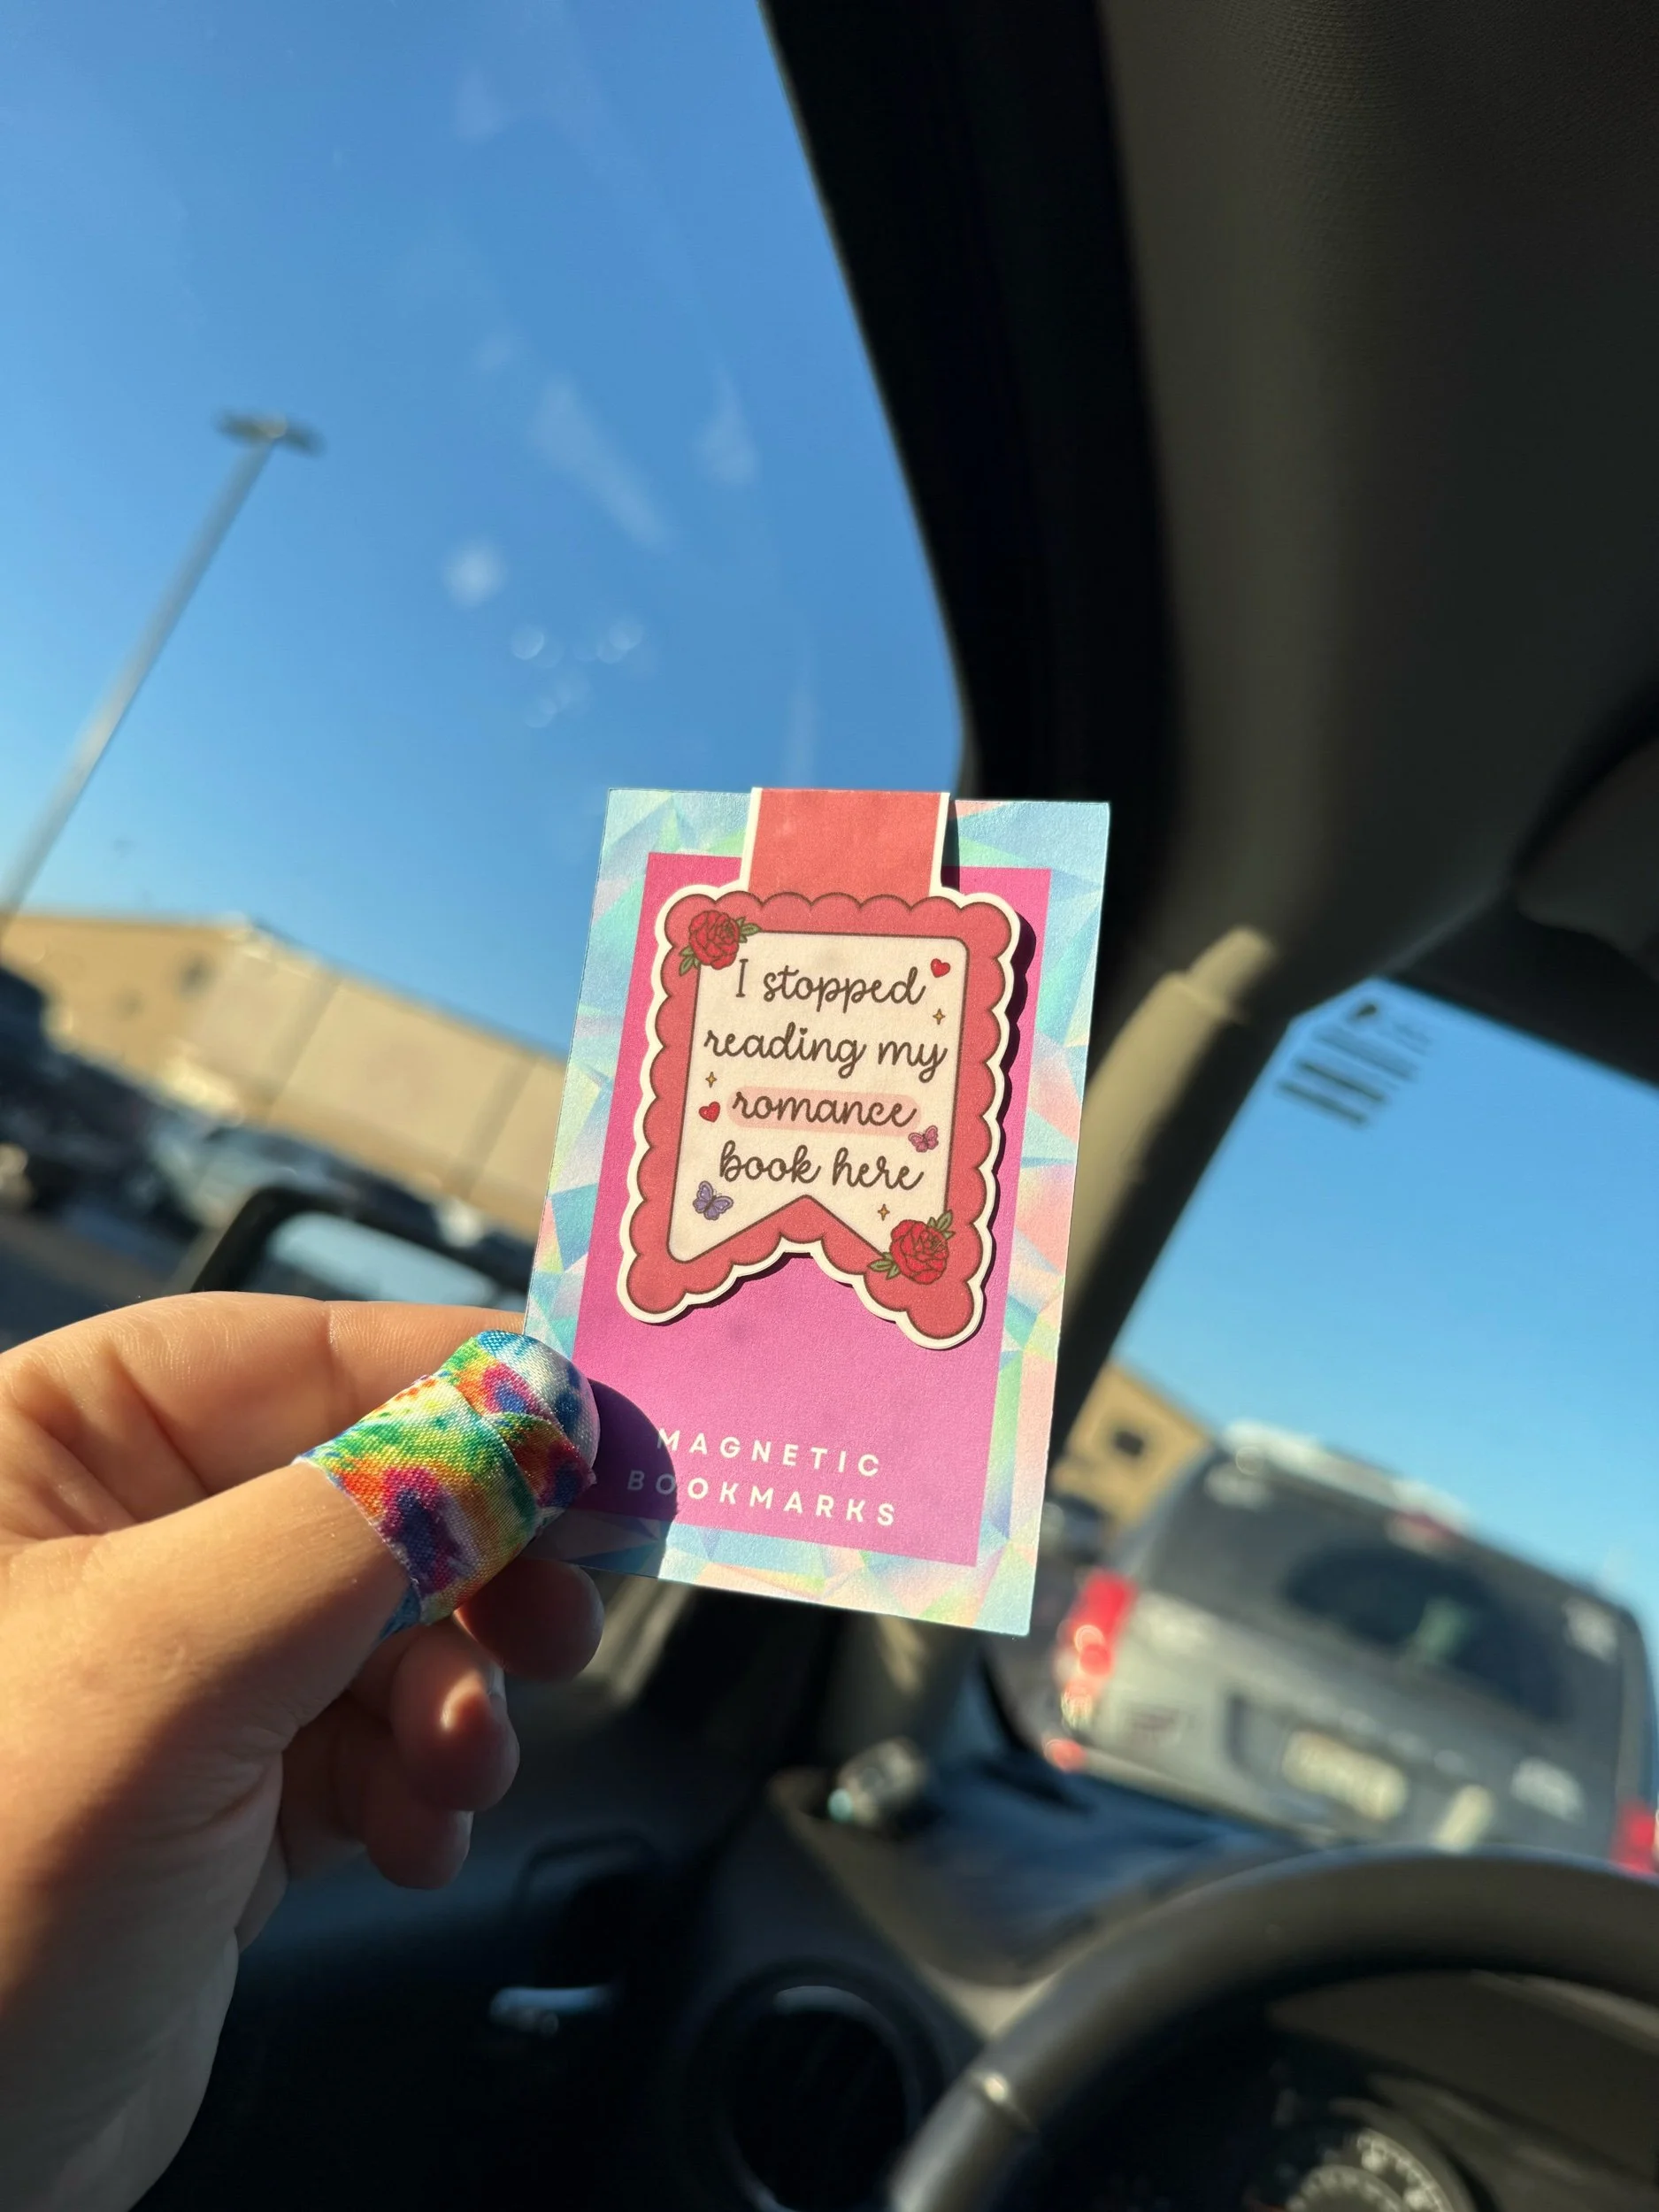 I stopped
reading my
romance
book here
MAGNETIC
BOOKMARKS